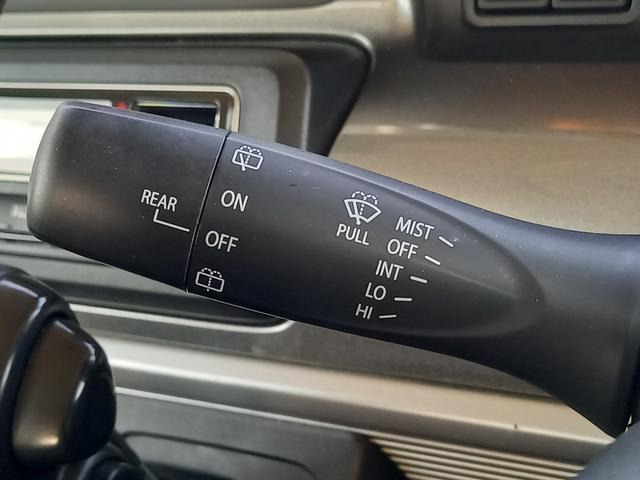 REAR
ON
OFF
PULL
MIST
OFF
INT
LO
HI